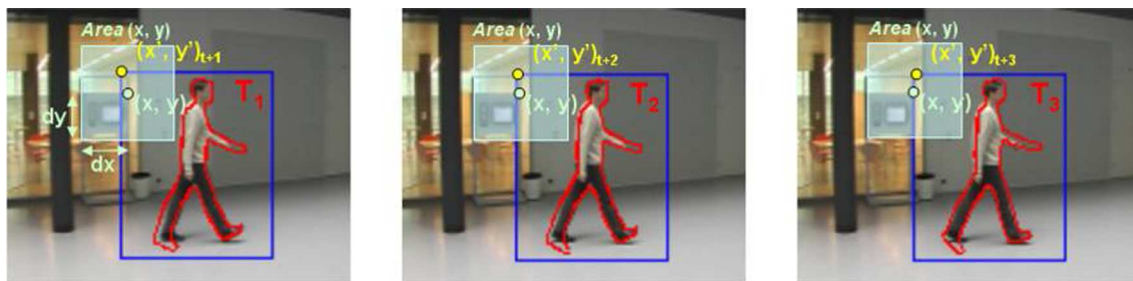 Area (x, y)
(x', y')t+1
(x, y)
T1
dy
dx
Area (x, y)
(x', y')t+2
(x, y)
T2
Area (x, y)
(x', y')t+3
(x, y)
T3